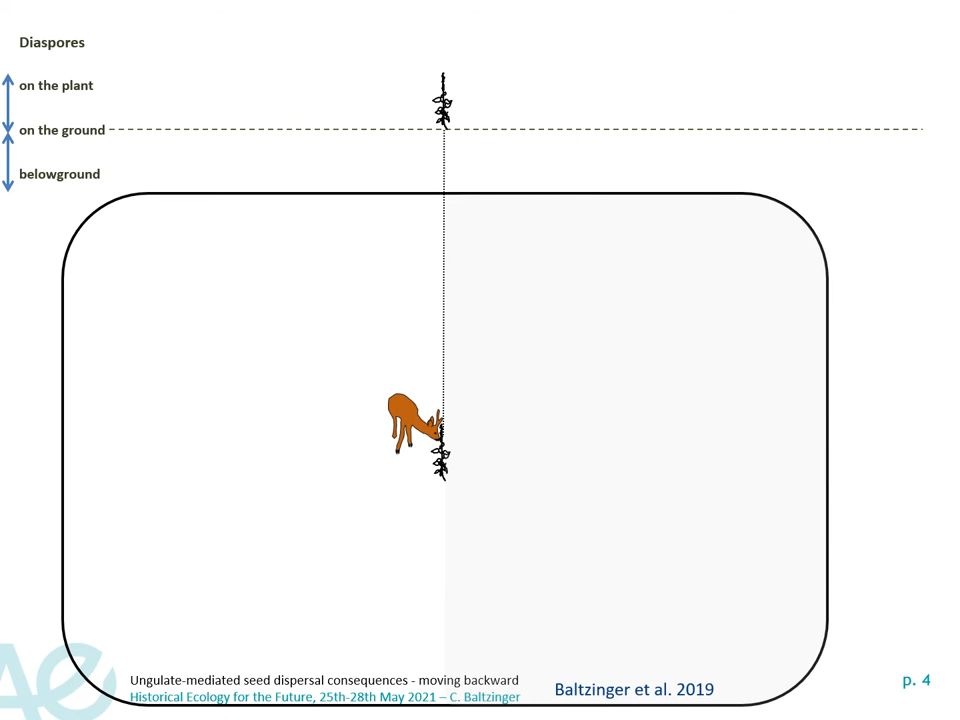 Diaspores
on the plant
on the ground
belowground
Ungulate-mediated seed dispersal consequences - moving backward
Historical Ecology for the Future, 25th-28th May 2021 – C. Baltzinger
Baltzinger et al. 2019
p. 4